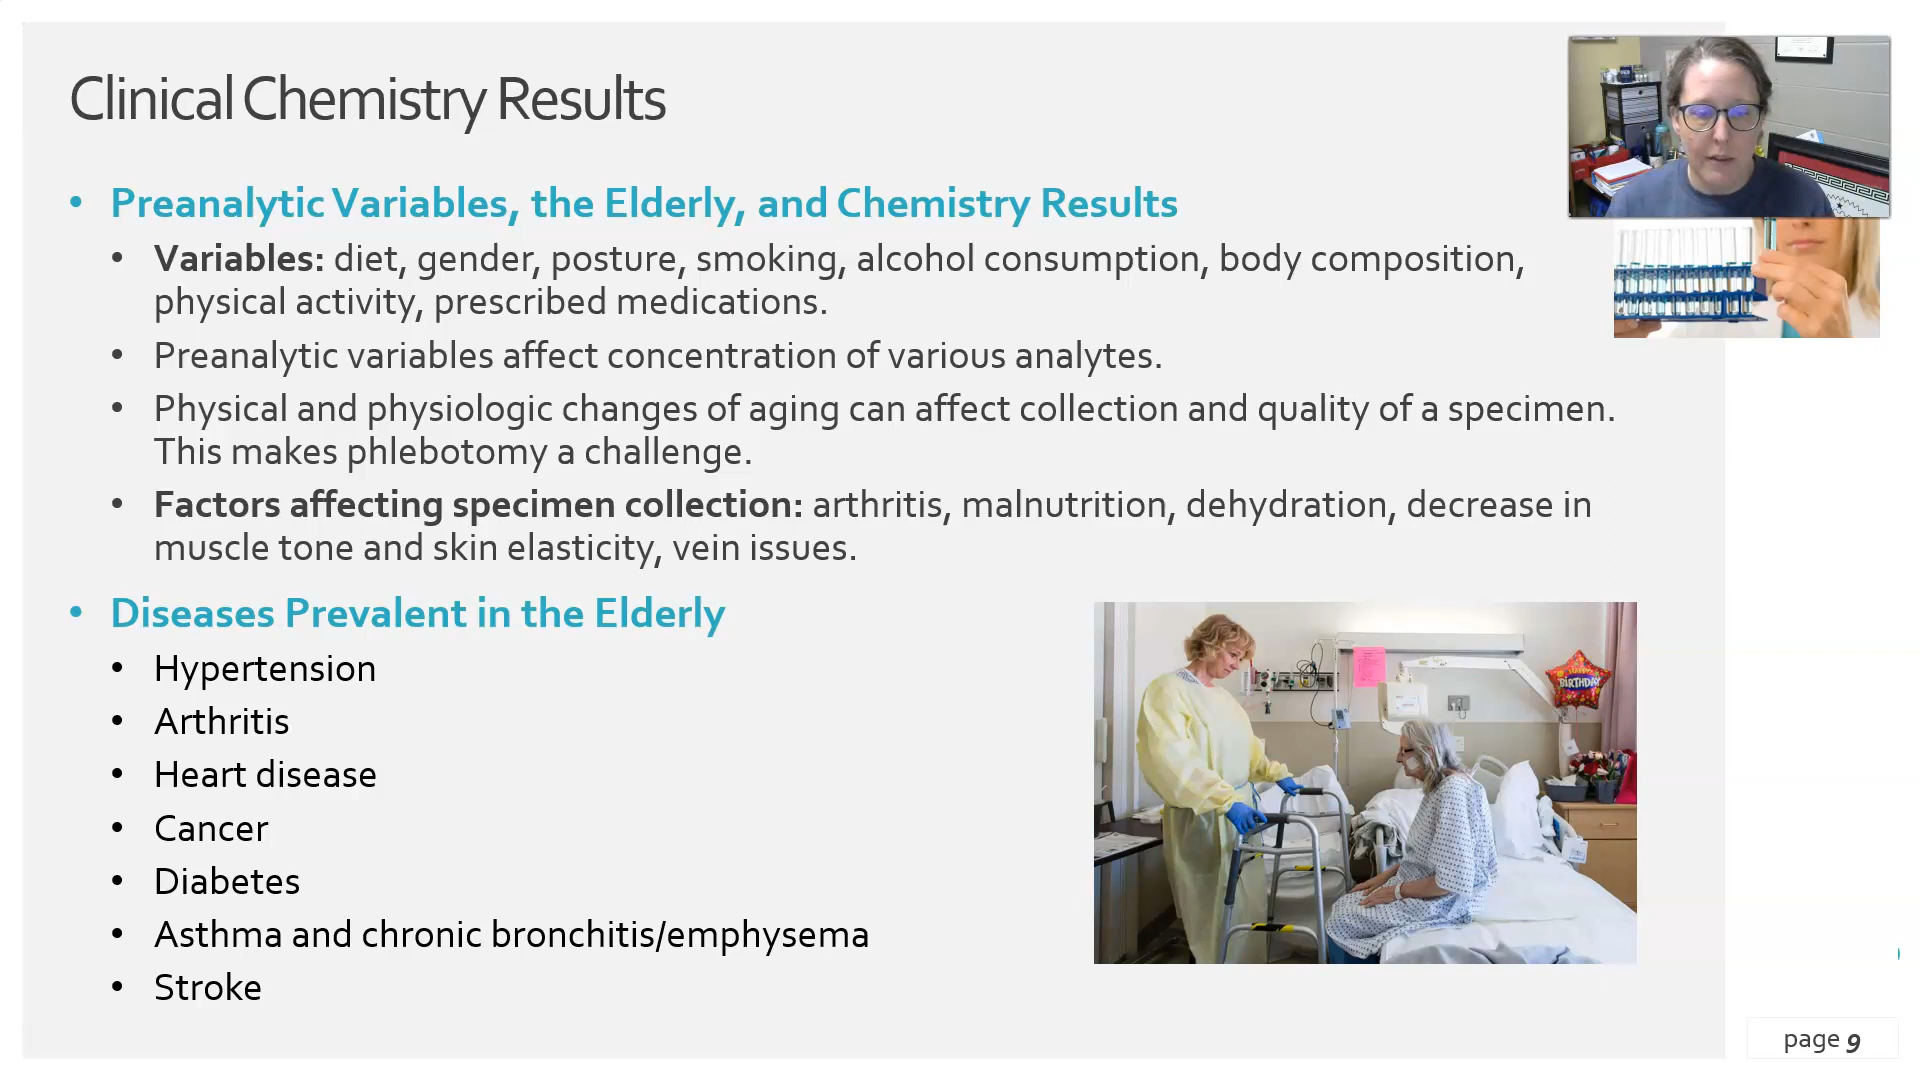 Clinical Chemistry Results
• Preanalytic Variables, the Elderly, and Chemistry Results
• Variables: diet, gender, posture, smoking, alcohol consumption, body composition,
physical activity, prescribed medications.
• Preanalytic variables affect concentration of various analytes.
• Physical and physiologic changes of aging can affect collection and quality of a specimen.
This makes phlebotomy a challenge.
• Factors affecting specimen collection: arthritis, malnutrition, dehydration, decrease in
muscle tone and skin elasticity, vein issues.
• Diseases Prevalent in the Elderly
• Hypertension
• Arthritis
• Heart disease
• Cancer
• Diabetes
• Asthma and chronic bronchitis/emphysema
• Stroke
BIRTHDAY
page 9